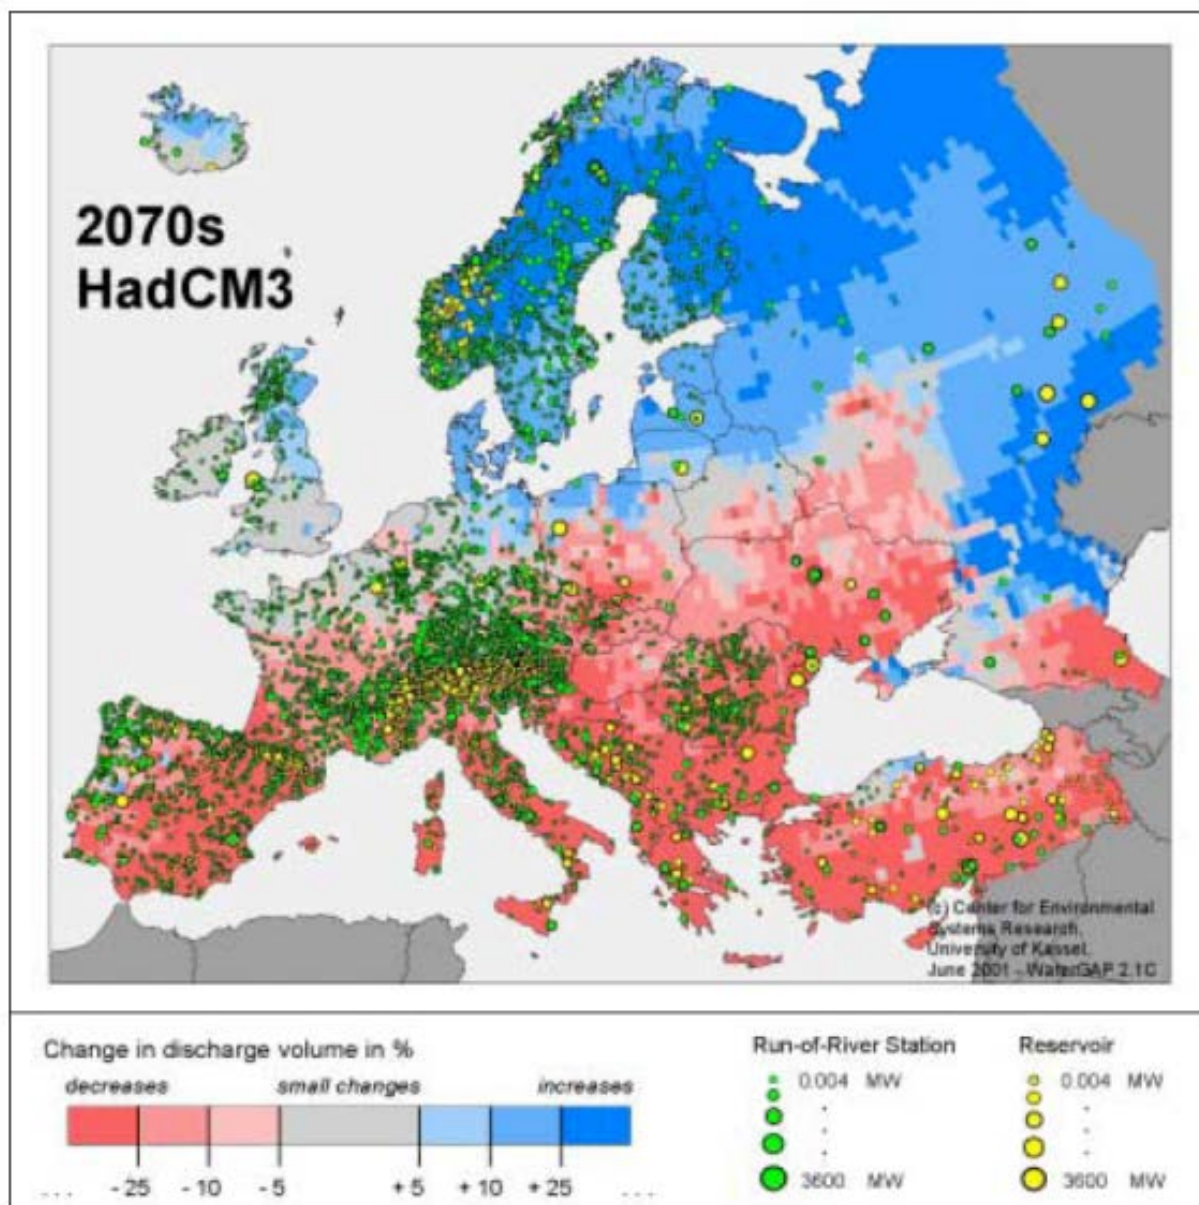 2070s
HadCM3
(c) Center for Environmental
Systems Research,
University of Kassel,
June 2001 - WaterGAP 2.1C
Change in discharge volume in %
decreases small changes increases
. . . -25 -10 -5 +5 +10 +25 . . .
Run-of-River Station
0.004 MW
.
.
.
3600 MW
Reservoir
0.004 MW
.
.
.
3600 MW